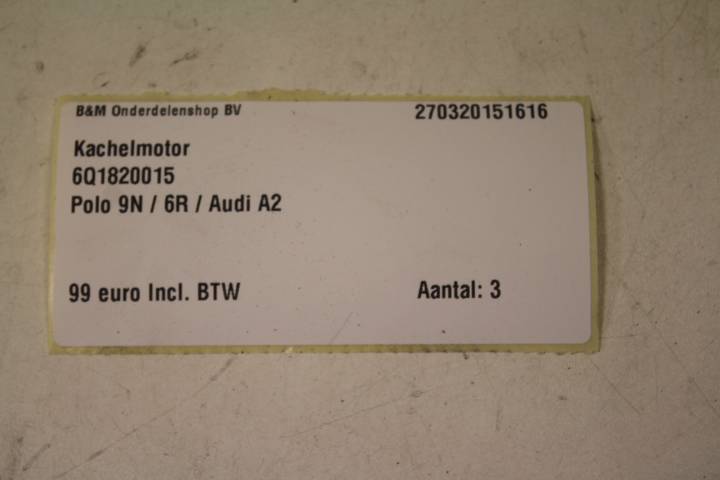 B&M Onderdelenshop BV 270320151616
Kachelmotor
6Q1820015
Polo 9N / 6R / Audi A2
99 euro Incl. BTW Aantal: 3